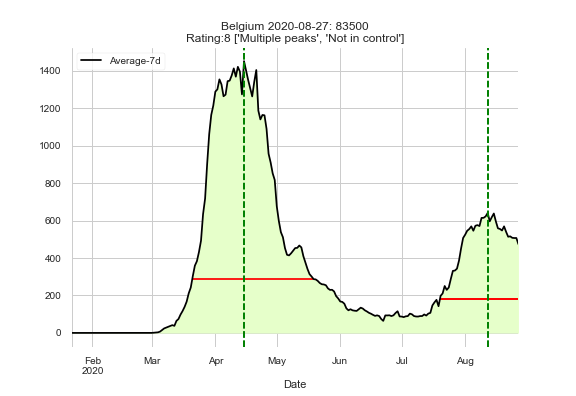 Belgium 2020-08-27: 83500
Rating:8 ['Multiple peaks', 'Not in control']
Average-7d
1400
1200
1000
800
600
400
200
0
Feb Mar Apr May Jun Jul Aug
2020
Date